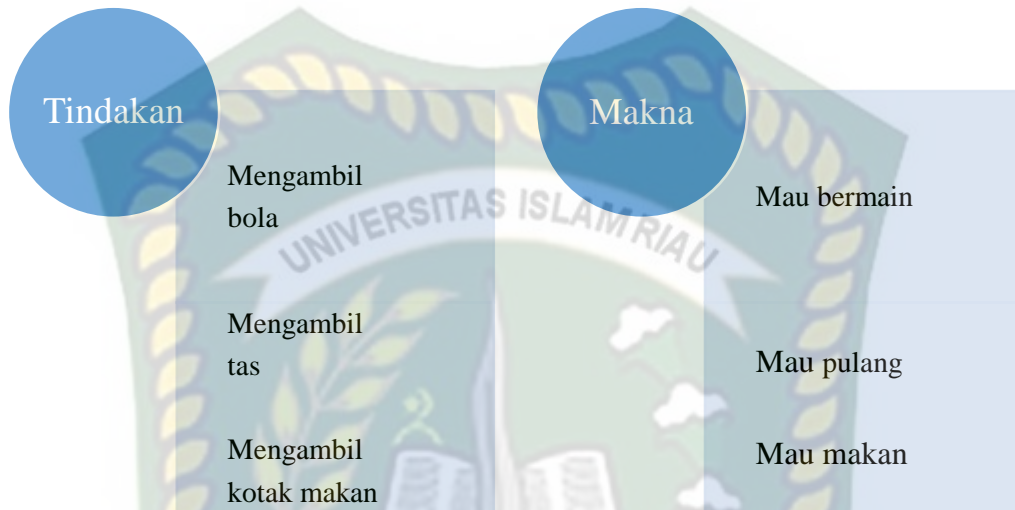 Tindakan
Mengambil
bola
Mengambil
tas
Mengambil
kotak makan
Makna
Mau bermain
Mau pulang
Mau makan
UNIVERSITAS ISLAM RIAU